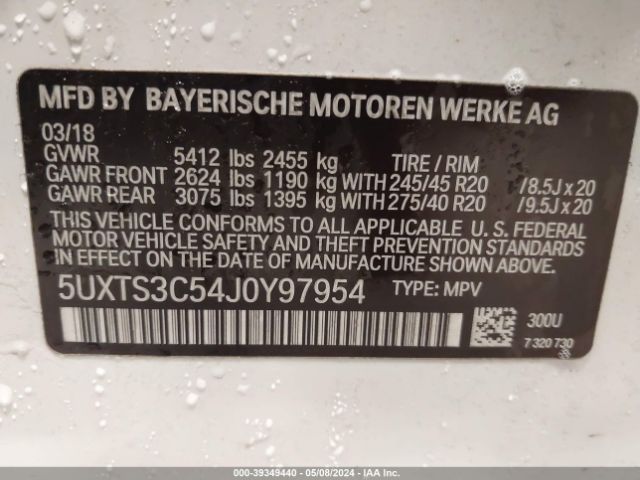 MFD BY BAYERISCHE MOTOREN WERKE AG
03/18
GVWR 5412 lbs 2455 kg TIRE / RIM
GAWR FRONT 2624 lbs 1190 kg WITH 245/45 R20 /8.5J x 20
GAWR REAR 3075 lbs 1395 kg WITH 275/40 R20 /9.5J x 20
THIS VEHICLE CONFORMS TO ALL APPLICABLE U. S. FEDERAL
MOTOR VEHICLE SAFETY AND THEFT PREVENTION STANDARDS
IN EFFECT ON THE DATE OF MANUFACTURE SHOWN ABOVE.
5UXTS3C54J0Y97954 TYPE: MPV
300U
7 320 730
000-39349440 - 05/08/2024 - IAA Inc.